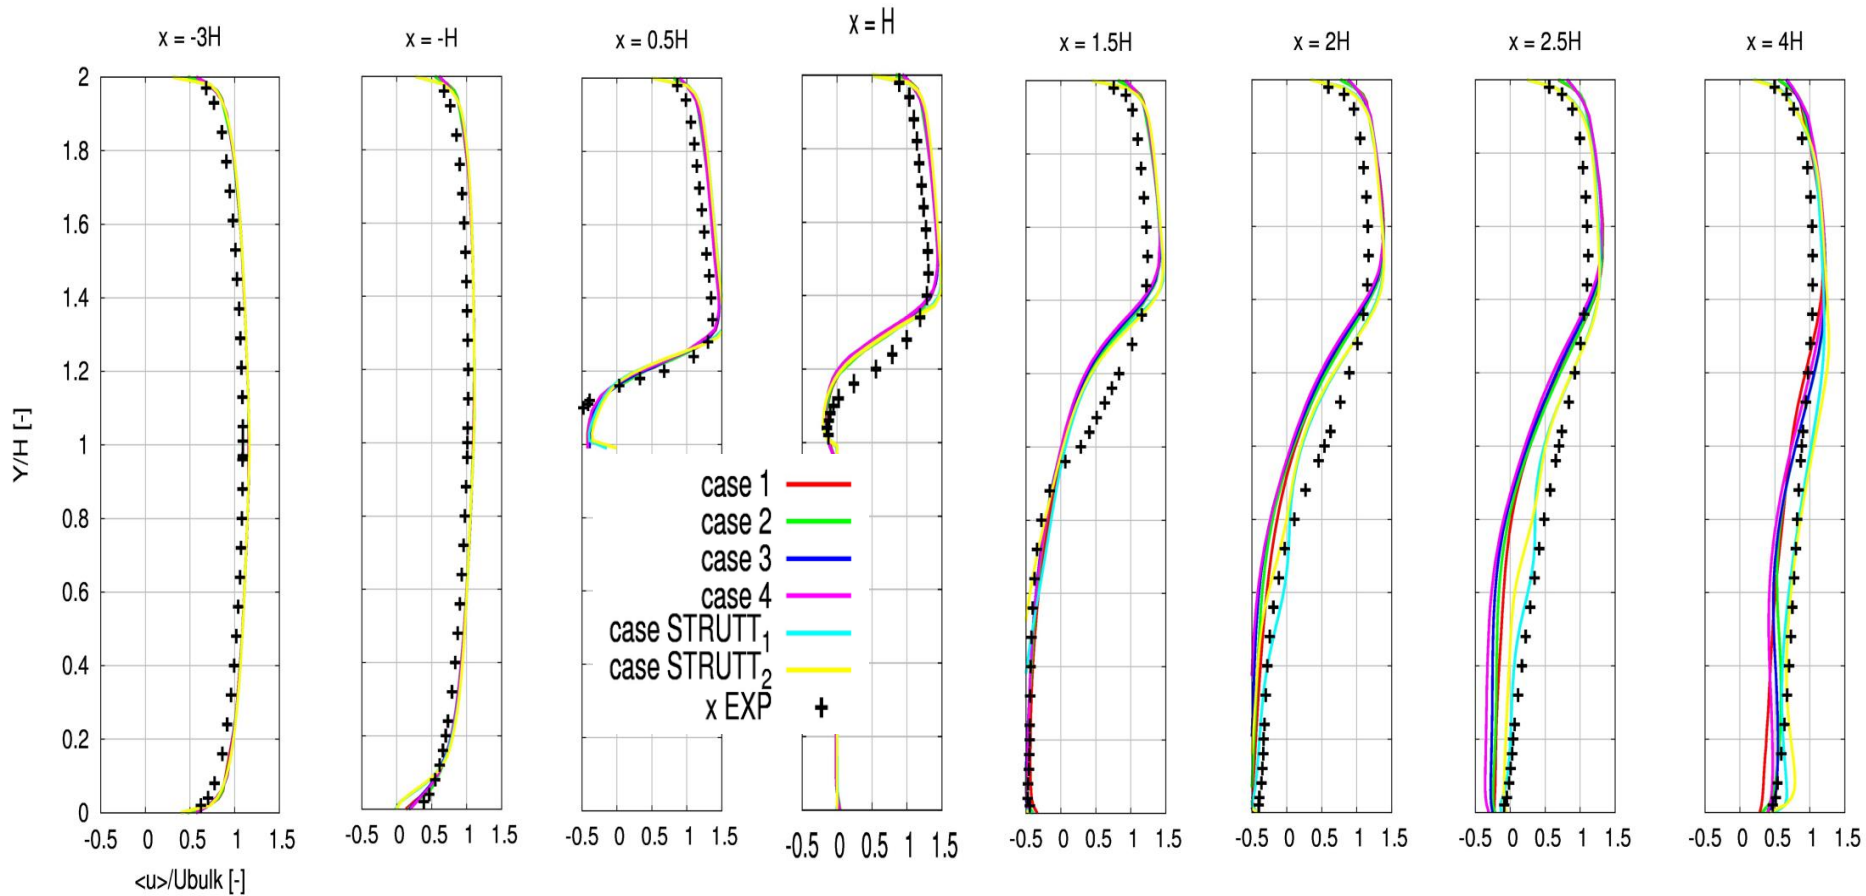 x = -3H
x = -H
x = 0.5H
x = H
x = 1.5H
x = 2H
x = 2.5H
x = 4H
Y/H [-]
2
1.8
1.6
1.4
1.2
1
0.8
0.6
0.4
0.2
0
case 1
case 2
case 3
case 4
case STRUTT1
case STRUTT2
x EXP
-0.5 0 0.5 1 1.5
-0.5 0 0.5 1 1.5
-0.5 0 0.5 1 1.5
-0.5 0 0.5 1 1.5
-0.5 0 0.5 1 1.5
-0.5 0 0.5 1 1.5
-0.5 0 0.5 1 1.5
-0.5 0 0.5 1 1.5
<u>/Ubulk [-]